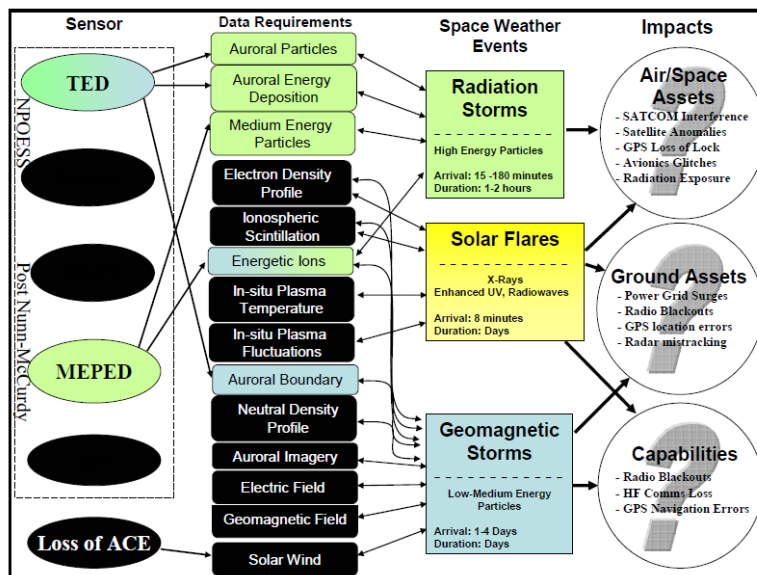 Sensor
Data Requirements
Space Weather
Events
Impacts
NPOESS
Post Nunn-McCurdy
TED
MEPED
Loss of ACE
Auroral Particles
Auroral Energy
Deposition
Medium Energy
Particles
Electron Density
Profile
Ionospheric
Scintillation
Energetic Ions
In-situ Plasma
Temperature
In-situ Plasma
Fluctuations
Auroral Boundary
Neutral Density
Profile
Auroral Imagery
Electric Field
Geomagnetic Field
Solar Wind
Radiation
Storms
High Energy Particles
Arrival: 15 -180 minutes
Duration: 1-2 hours
Solar Flares
X-Rays
Enhanced UV, Radiowaves
Arrival: 8 minutes
Duration: Days
Geomagnetic
Storms
Low-Medium Energy
Particles
Arrival: 1-4 Days
Duration: Days
?
Air/Space
Assets
- SATCOM Interference
- Satellite Anomalies
- GPS Loss of Lock
- Avionics Glitches
- Radiation Exposure
?
Ground Assets
- Power Grid Surges
- Radio Blackouts
- GPS location errors
- Radar mistracking
?
Capabilities
- Radio Blackouts
- HF Comms Loss
- GPS Navigation Errors